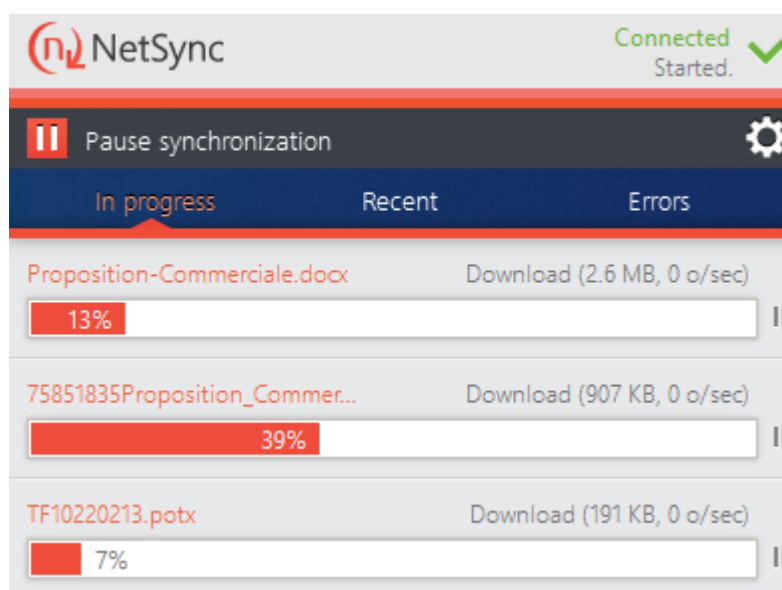 NetSync
Connected
Started.
Pause synchronization
In progress Recent Errors
Proposition-Commerciale.docx Download (2.6 MB, 0 o/sec)
13%
75851835Proposition_Commer... Download (907 KB, 0 o/sec)
39%
TF10220213.potx Download (191 KB, 0 o/sec)
7%